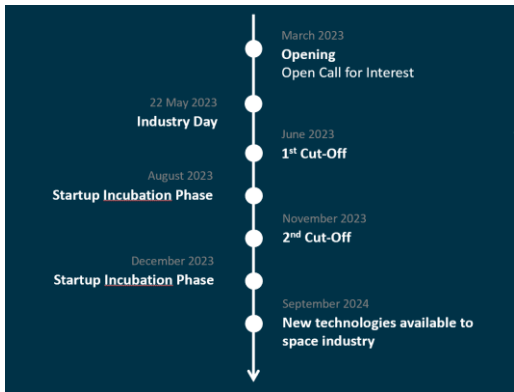 March 2023
Opening
Open Call for Interest
22 May 2023
Industry Day
June 2023
1st Cut-Off
August 2023
Startup Incubation Phase
November 2023
2nd Cut-Off
December 2023
Startup Incubation Phase
September 2024
New technologies available to
space industry